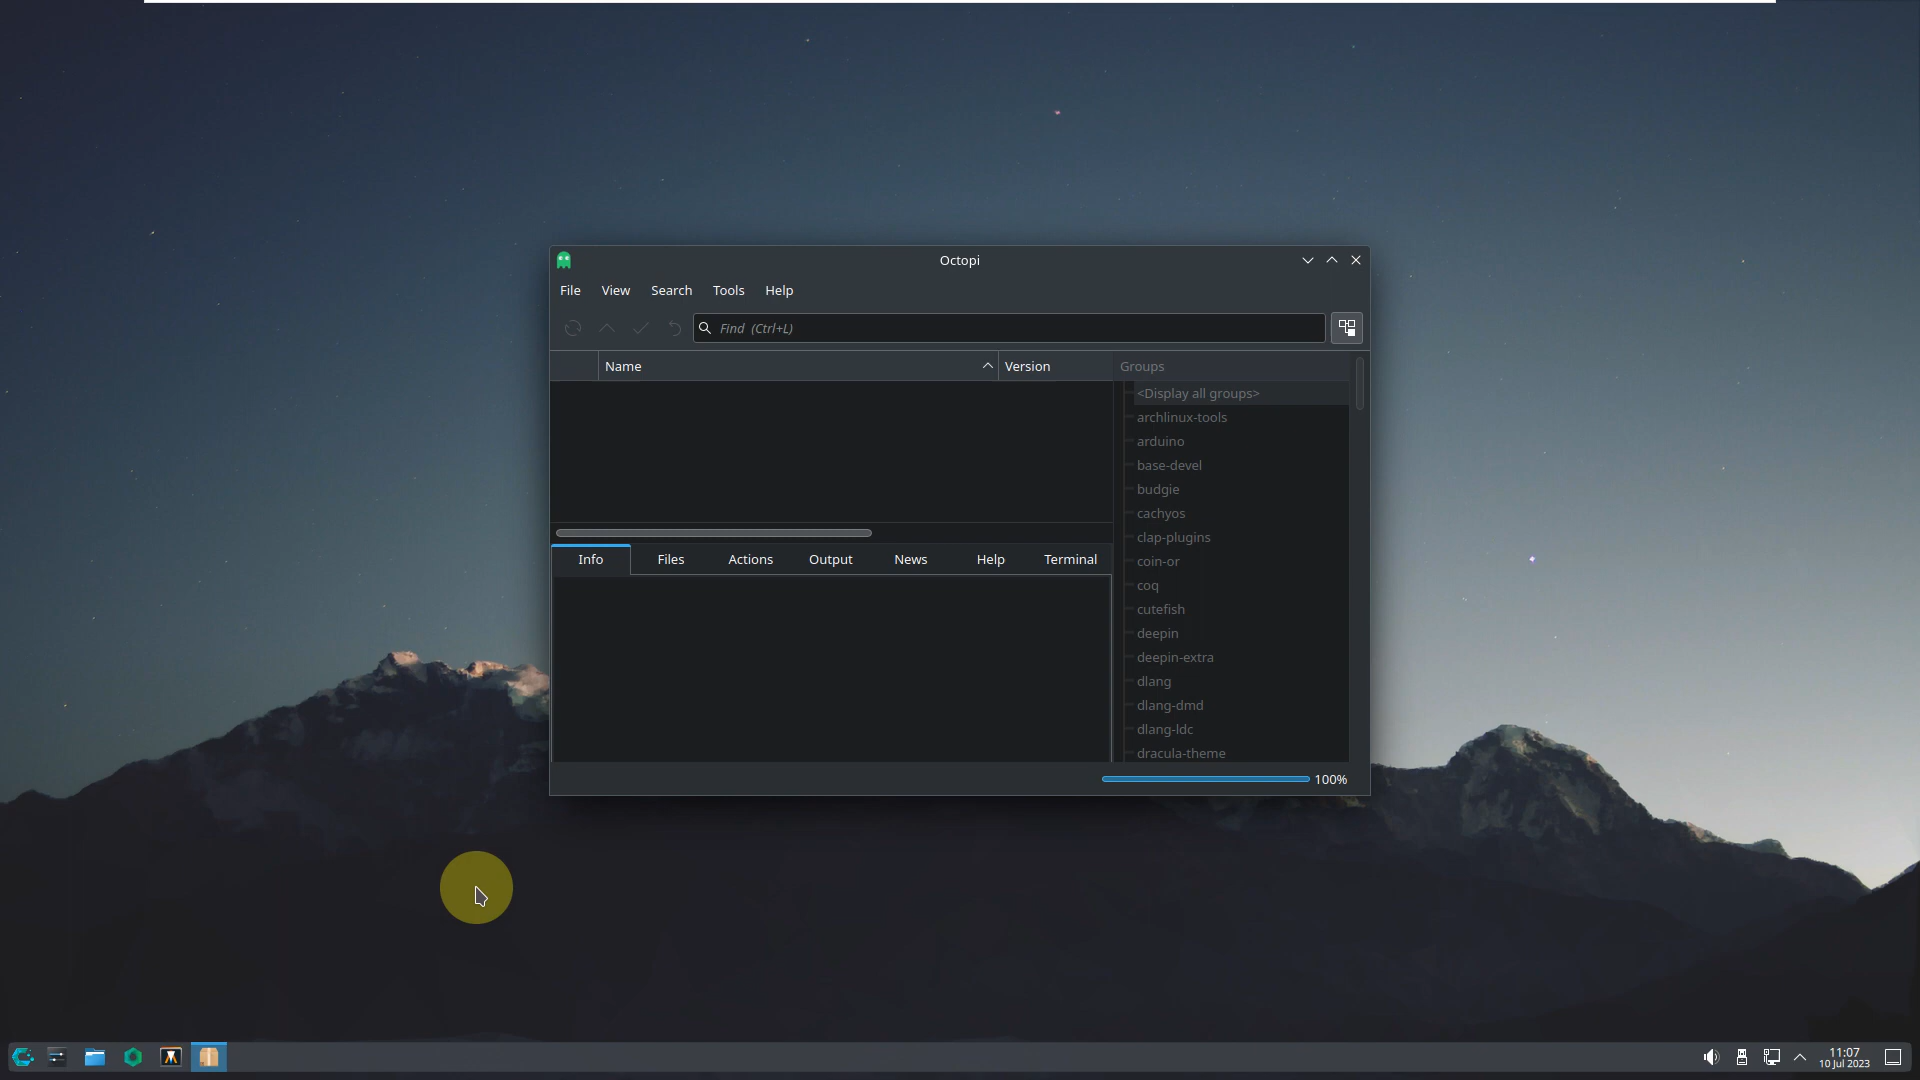 Octopi
File View Search Tools Help
Find (Ctrl+L)
Name Version Groups
<Display all groups>
archlinux-tools
arduino
base-devel
budgie
cachyos
clap-plugins
coin-or
coq
cutefish
deepin
deepin-extra
dlang
dlang-dmd
dlang-ldc
dracula-theme
Info Files Actions Output News Help Terminal
100%
11:07
10 Jul 2023